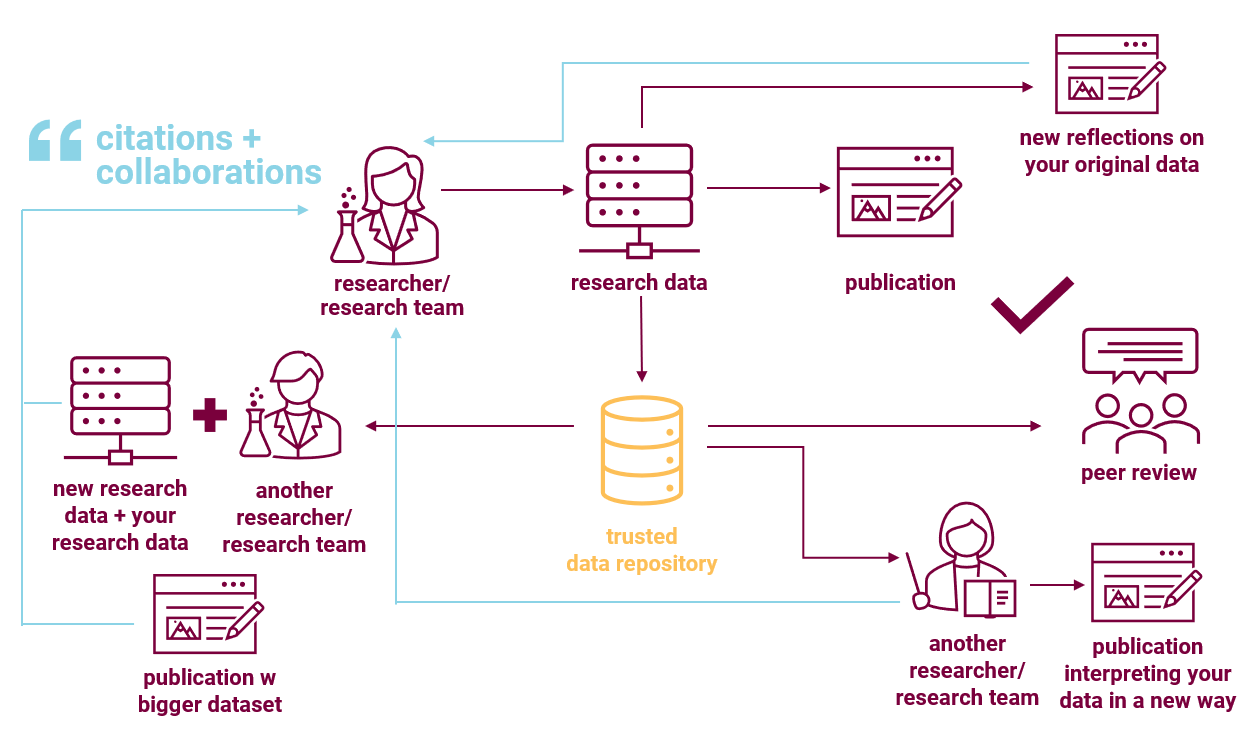 new reflections on
your original data
citations +
collaborations
researcher/
research team
research data
publication
peer review
new research
data + your
research data
another
researcher/
research team
trusted
data repository
another
researcher/
research team
publication
interpreting your
data in a new way
publication w
bigger dataset